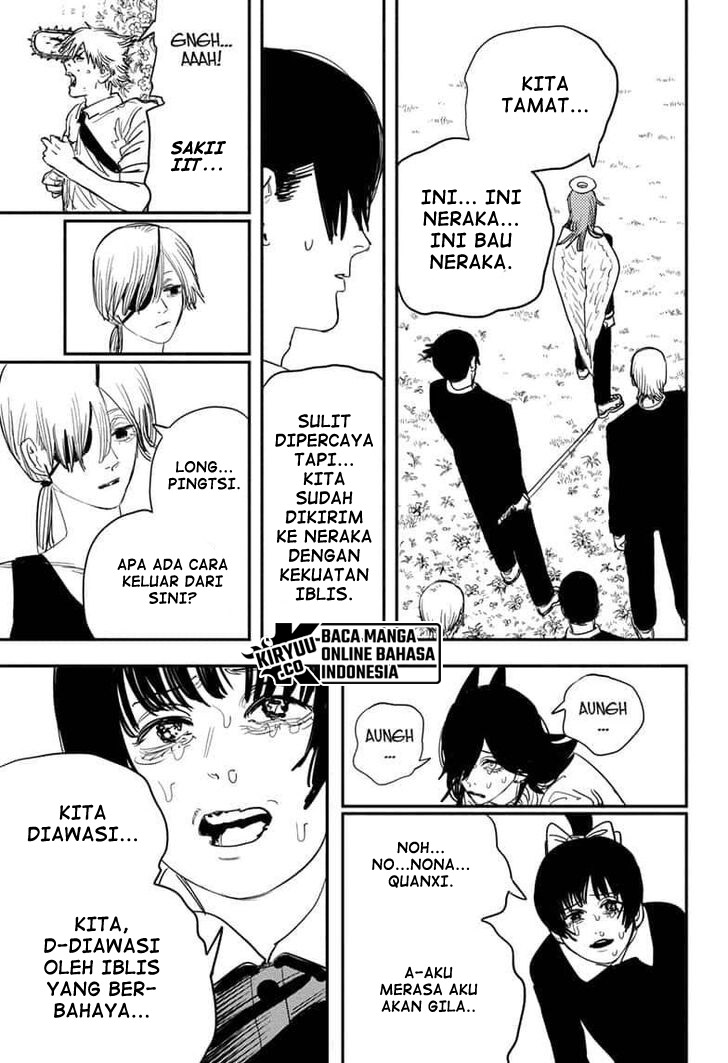 KITA
TAMAT...
INI... INI
NERAKA...
INI BAU
NERAKA.
SULIT
DIPERCAYA
TAPI...
KITA
SUDAH
DIKIRIM
KE NERAKA
DENGAN
KEKUATAN
IBLIS.
GNGH...
AAAH!
SAKII
IIT...
LONG...
PINGTSI.
APA ADA CARA
KELUAR DARI
SINI?
KIRYUU
.CO
BACA MANGA
ONLINE BAHASA
INDONESIA
AUNGH
...
AUNGH
...
NOH...
NO...NONA...
QUANXI.
A-AKU
MERASA AKU
AKAN GILA..
KITA
DIAWASI...
KITA,
D-DIAWASI
OLEH IBLIS
YANG BER-
BAHAYA...